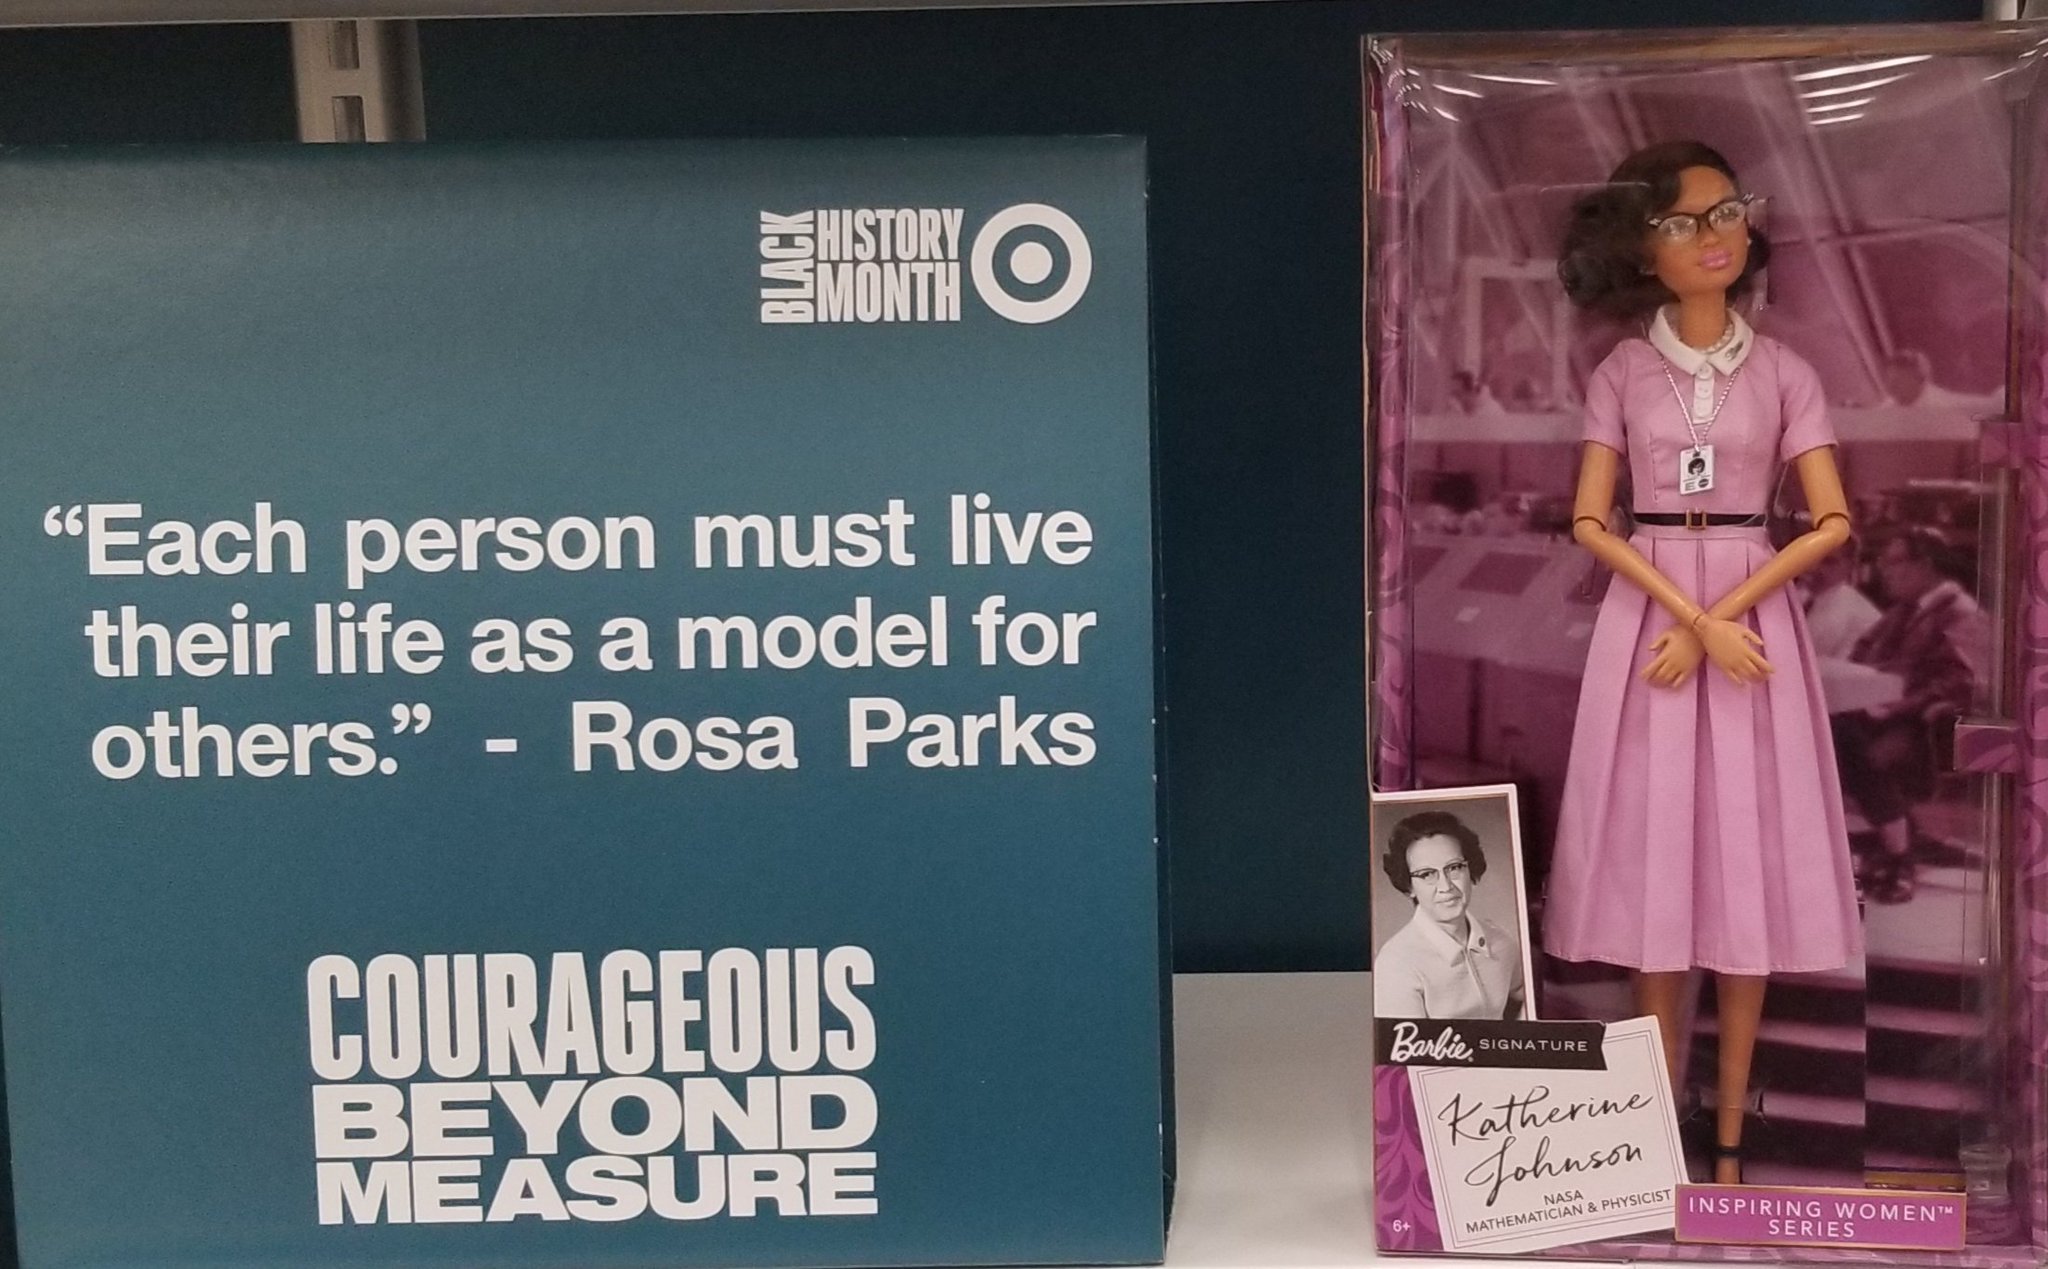 BLACK
HISTORY
MONTH
“Each person must live
their life as a model for
others.” - Rosa Parks
COURAGEOUS
BEYOND
MEASURE
Barbie SIGNATURE
Katherine
Johnson
NASA
MATHEMATICIAN & PHYSICIST
6+
INSPIRING WOMEN™
SERIES